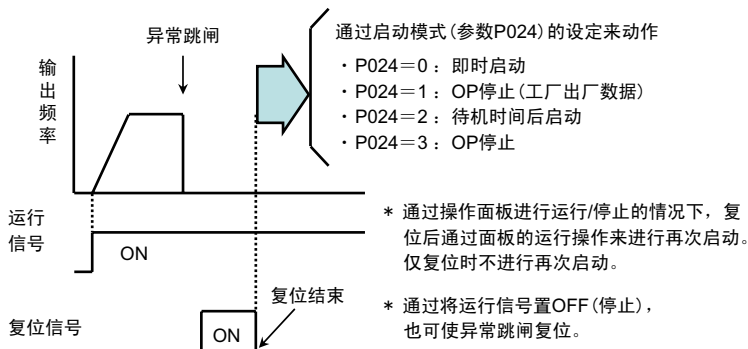 异常跳闸
输出频率
通过启动模式(参数P024)的设定来动作
・P024＝0：即时启动
・P024＝1：OP停止(工厂出厂数据)
・P024＝2：待机时间后启动
・P024＝3：OP停止
运行
信号
ON
＊ 通过操作面板进行运行/停止的情况下，复
位后通过面板的运行操作来进行再次启动。
仅复位时不进行再次启动。
复位结束
复位信号
ON
＊ 通过将运行信号置OFF(停止)，
也可使异常跳闸复位。